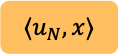 ⟨u_N, x⟩